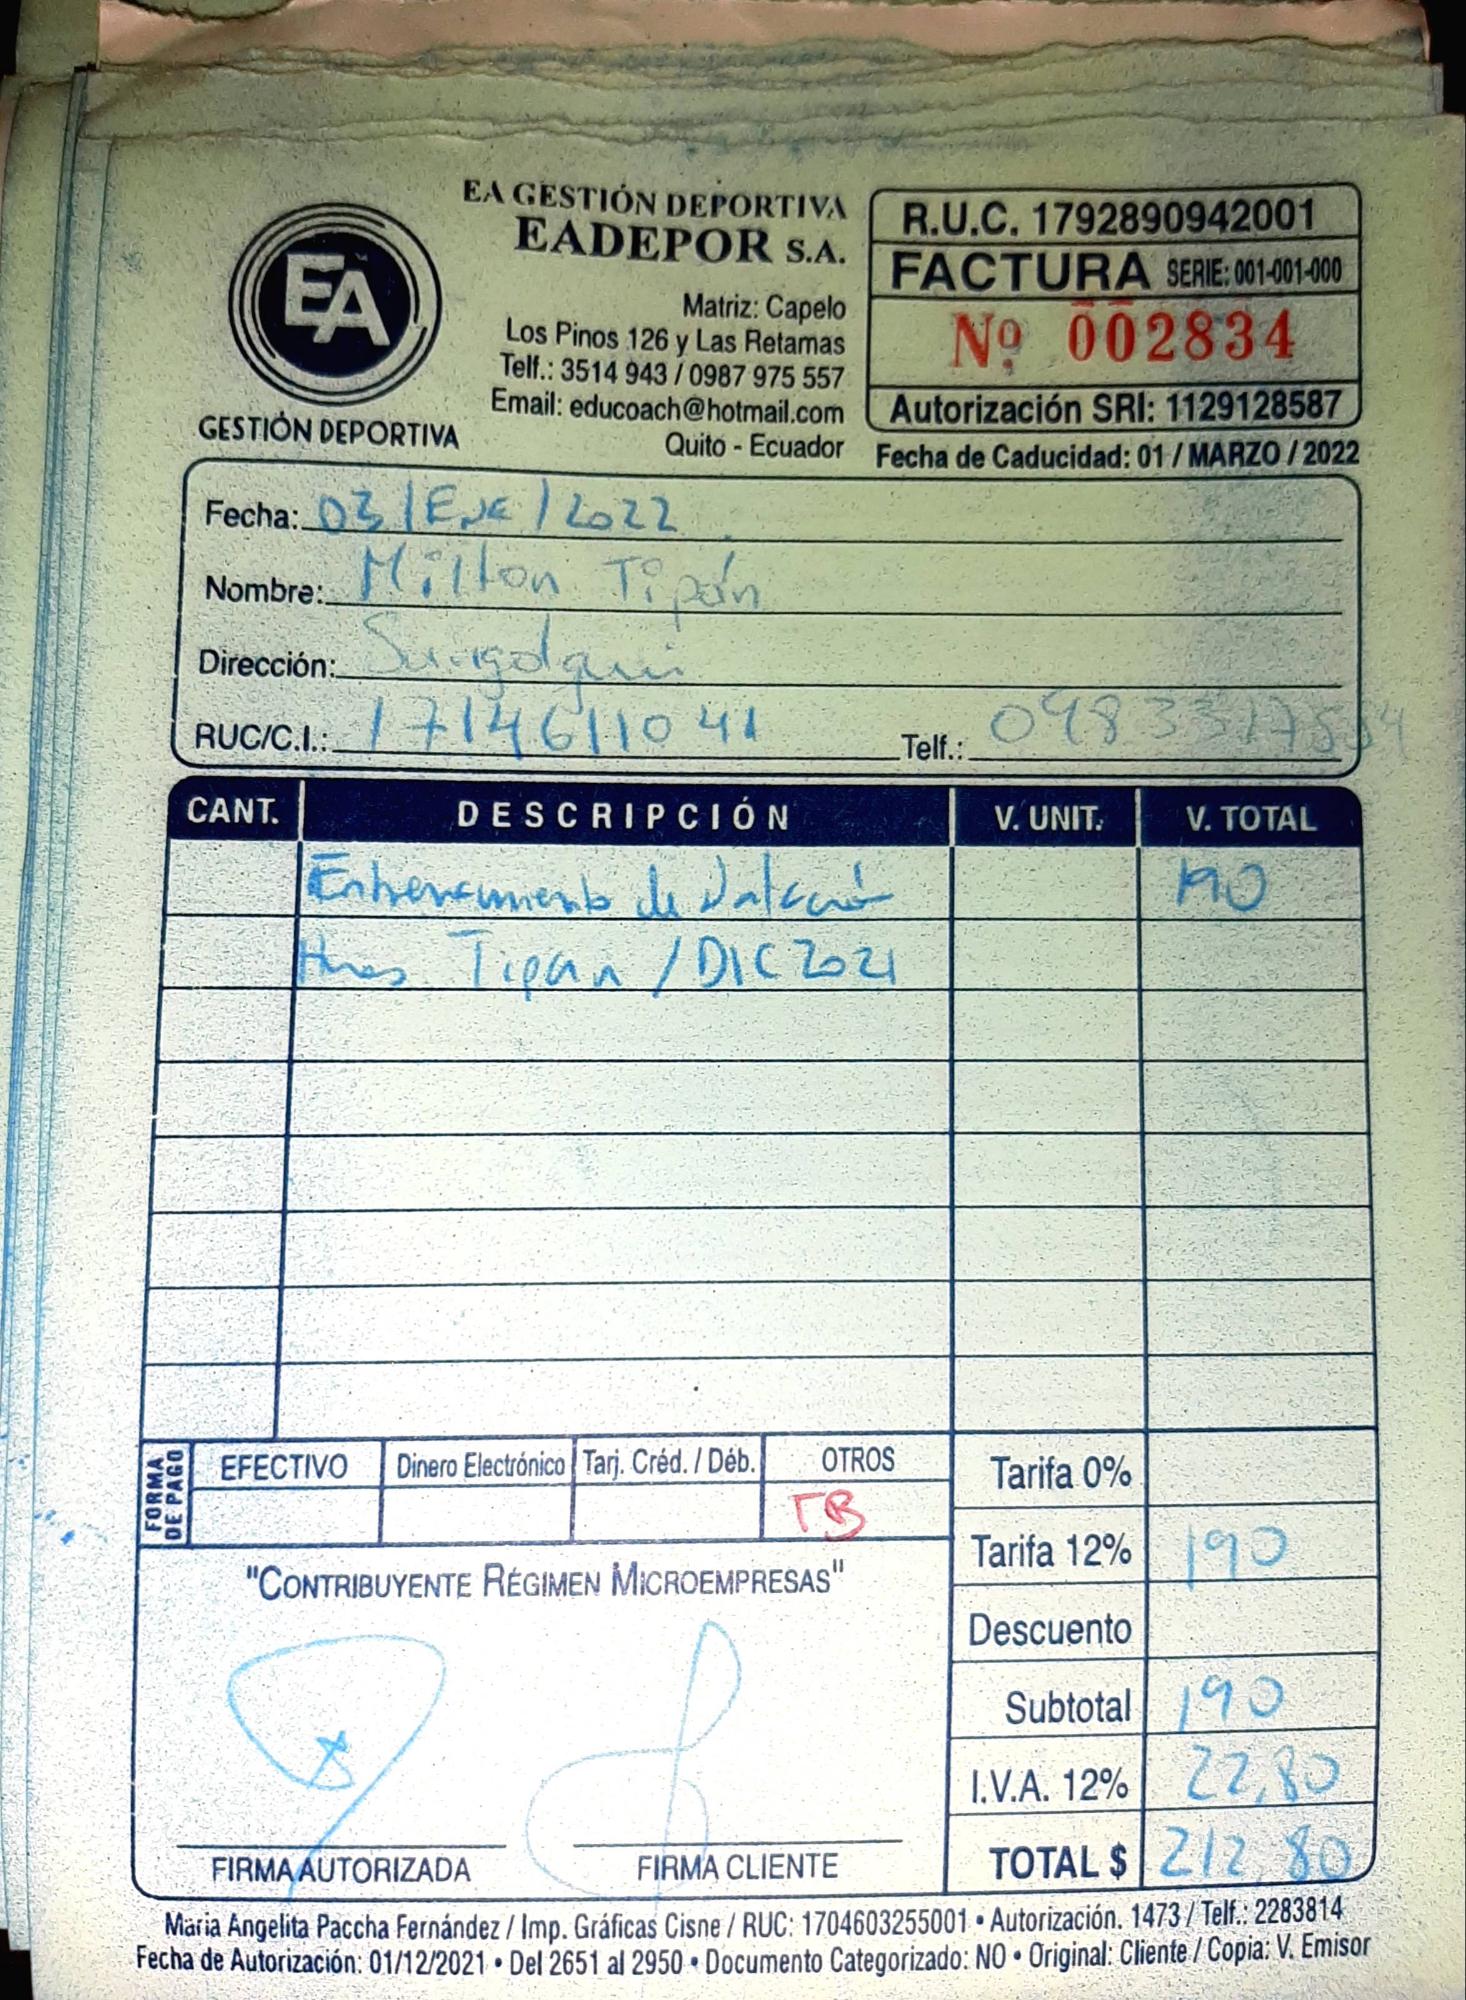 EA GESTIÓN DEPORTIVA
EADEPOR S.A.
Matriz: Capelo
Los Pinos 126 y Las Retamas
Telf.: 3514 943 / 0987 975 557
Email: educoach@hotmail.com
Quito - Ecuador
EA
GESTIÓN DEPORTIVA
R.U.C. 1792890942001
FACTURA SERIE: 001-001-000
Nº 002834
Autorización SRI: 1129128587
Fecha de Caducidad: 01 / MARZO / 2022
Fecha: 03/Ene/2022
Nombre: Milton Tipán
Dirección: Sangolqui
RUC/C.I.: 1714611041 Telf.:
CANT. DESCRIPCIÓN V. UNIT. V. TOTAL
Entrenamiento de Natación 190
Hnos Tipan / DIC 2021
FORMA DE PAGO
EFECTIVO Dinero Electrónico Tarj. Créd. / Déb. OTROS
TB
Tarifa 0%
Tarifa 12% 190
Descuento
Subtotal 190
I.V.A. 12% 22,80
TOTAL $ 212,80
"CONTRIBUYENTE RÉGIMEN MICROEMPRESAS"
FIRMA AUTORIZADA FIRMA CLIENTE
Maria Angelita Paccha Fernández / Imp. Gráficas Cisne / RUC: 1704603255001 • Autorización. 1473 / Telf.: 2283814
Fecha de Autorización: 01/12/2021 • Del 2651 al 2950 • Documento Categorizado: NO • Original: Cliente / Copia: V. Emisor